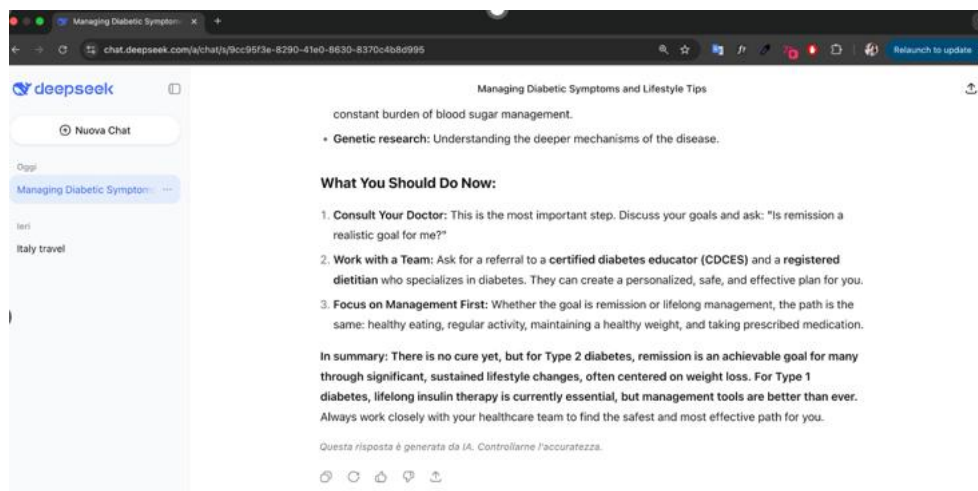 Managing Diabetic Symptom
chat.deepseek.com/a/chat/s/9cc95f3e-8290-41e0-8630-8370c4b8d995
Relaunch to update
deepseek
Nuova Chat
Oggi
Managing Diabetic Symptom
Ieri
Italy travel
Managing Diabetic Symptoms and Lifestyle Tips
constant burden of blood sugar management.
• Genetic research: Understanding the deeper mechanisms of the disease.
What You Should Do Now:
1. Consult Your Doctor: This is the most important step. Discuss your goals and ask: "Is remission a
realistic goal for me?"
2. Work with a Team: Ask for a referral to a certified diabetes educator (CDCES) and a registered
dietitian who specializes in diabetes. They can create a personalized, safe, and effective plan for you.
3. Focus on Management First: Whether the goal is remission or lifelong management, the path is the
same: healthy eating, regular activity, maintaining a healthy weight, and taking prescribed medication.
In summary: There is no cure yet, but for Type 2 diabetes, remission is an achievable goal for many
through significant, sustained lifestyle changes, often centered on weight loss. For Type 1
diabetes, lifelong insulin therapy is currently essential, but management tools are better than ever.
Always work closely with your healthcare team to find the safest and most effective path for you.
Questa risposta è generata da IA. Controllarne l'accuratezza.